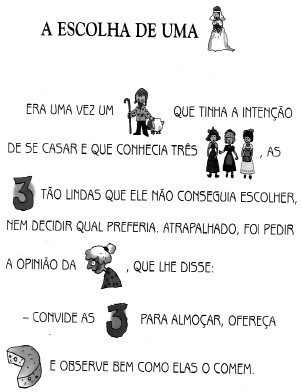 A ESCOLHA DE UMA
ERA UMA VEZ UM QUE TINHA A INTENÇÃO
DE SE CASAR E QUE CONHECIA TRÊS , AS
3 TÃO LINDAS QUE ELE NÃO CONSEGUIA ESCOLHER,
NEM DECIDIR QUAL PREFERIA. ATRAPALHADO, FOI PEDIR
A OPINIÃO DA , QUE LHE DISSE:
– CONVIDE AS 3 PARA ALMOÇAR, OFEREÇA
E OBSERVE BEM COMO ELAS O COMEM.